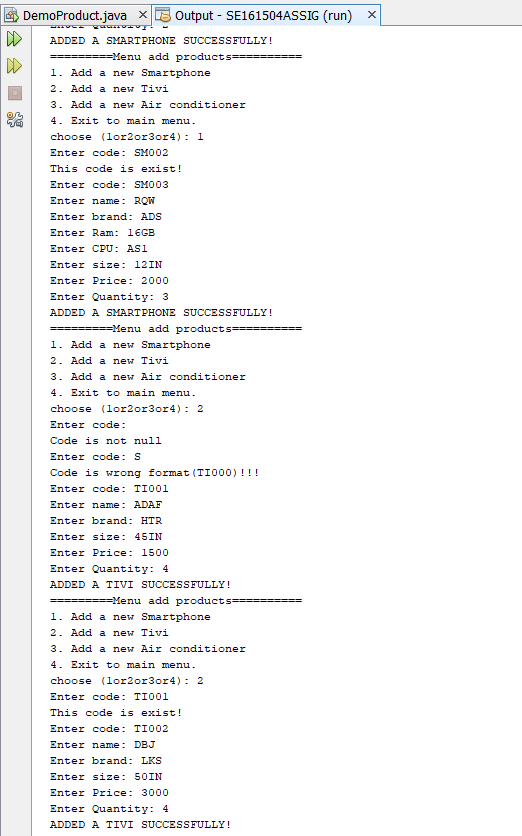 DemoProduct.java Output - SE161504ASSIG (run)
ADDED A SMARTPHONE SUCCESSFULLY!
=========Menu add products==========
1. Add a new Smartphone
2. Add a new Tivi
3. Add a new Air conditioner
4. Exit to main menu.
choose (1or2or3or4): 1
Enter code: SM002
This code is exist!
Enter code: SM003
Enter name: RQW
Enter brand: ADS
Enter Ram: 16GB
Enter CPU: AS1
Enter size: 12IN
Enter Price: 2000
Enter Quantity: 3
ADDED A SMARTPHONE SUCCESSFULLY!
=========Menu add products==========
1. Add a new Smartphone
2. Add a new Tivi
3. Add a new Air conditioner
4. Exit to main menu.
choose (1or2or3or4): 2
Enter code:
Code is not null
Enter code: S
Code is wrong format(TI000)!!!
Enter code: TI001
Enter name: ADAF
Enter brand: HTR
Enter size: 45IN
Enter Price: 1500
Enter Quantity: 4
ADDED A TIVI SUCCESSFULLY!
=========Menu add products==========
1. Add a new Smartphone
2. Add a new Tivi
3. Add a new Air conditioner
4. Exit to main menu.
choose (1or2or3or4): 2
Enter code: TI001
This code is exist!
Enter code: TI002
Enter name: DBJ
Enter brand: LKS
Enter size: 50IN
Enter Price: 3000
Enter Quantity: 4
ADDED A TIVI SUCCESSFULLY!